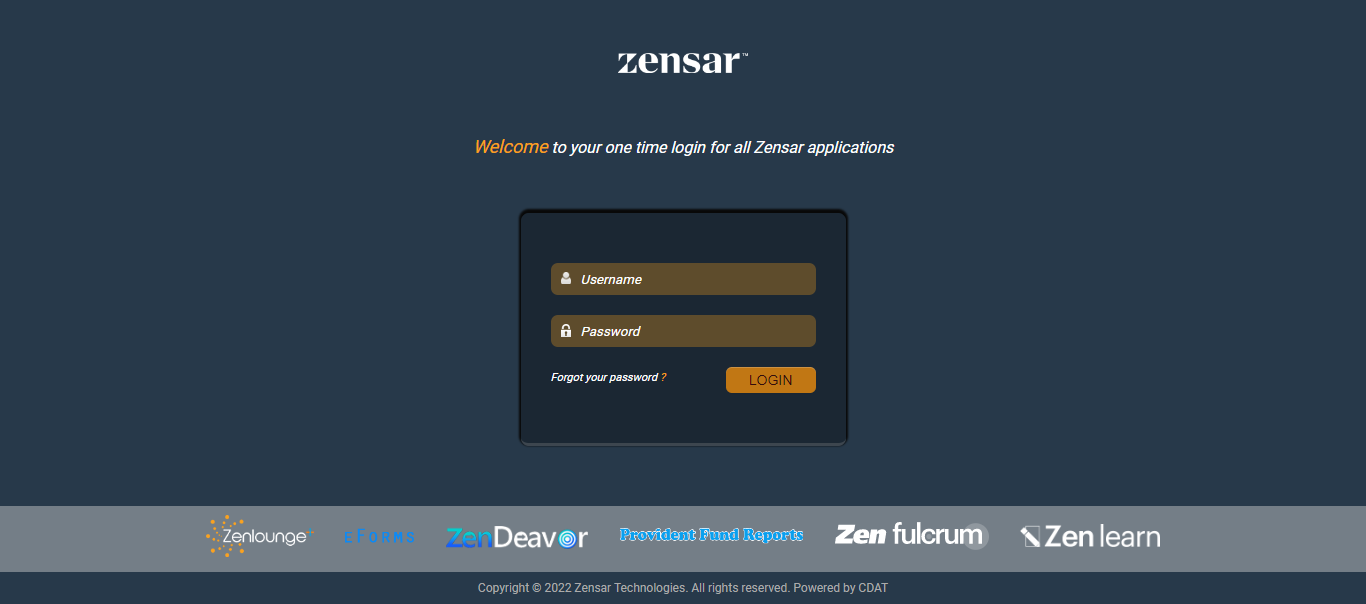 zensar™
Welcome to your one time login for all Zensar applications
Username
Password
Forgot your password ?
LOGIN
Zenlounge
eForms
ZenDeavor
Provident Fund Reports
Zen fulcrum
Zen learn
Copyright © 2022 Zensar Technologies. All rights reserved. Powered by CDAT